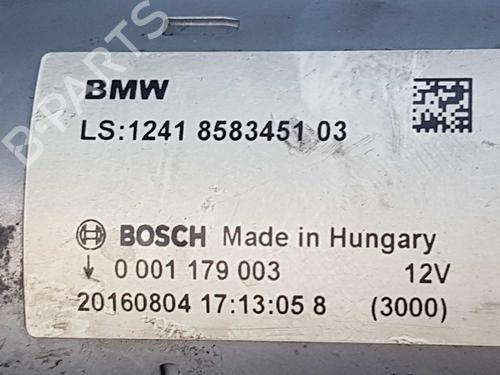 BMW
LS:1241 8583451 03
BOSCH Made in Hungary
0 001 179 003 12V
20160804 17:13:05 8 (3000)
B-PARTS